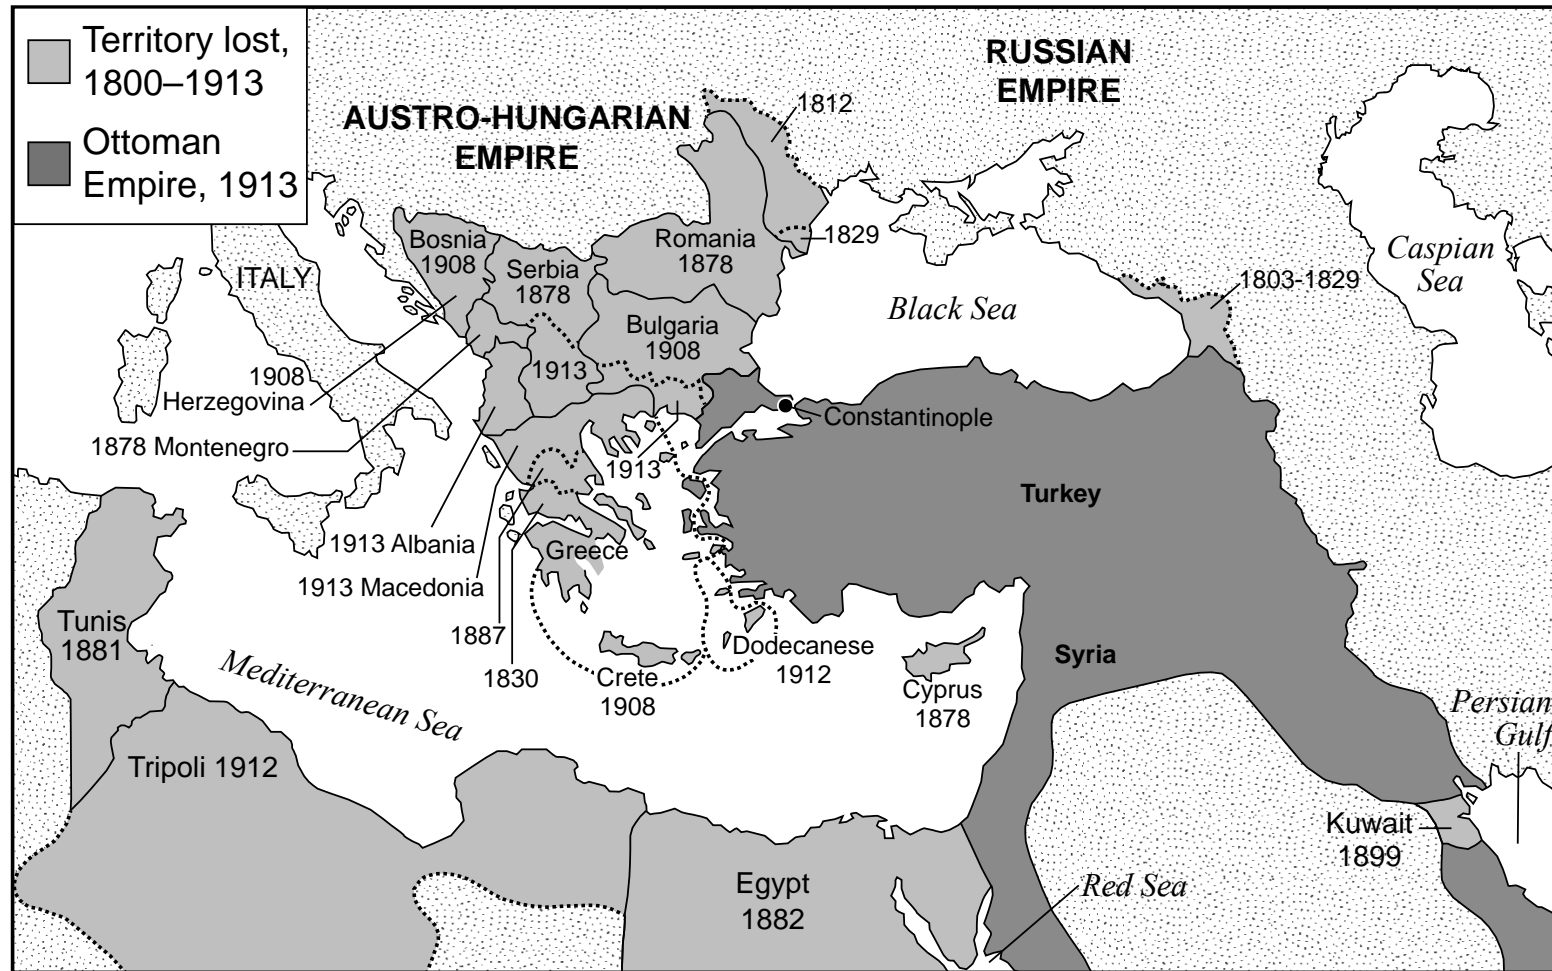 Territory lost,
1800–1913
Ottoman
Empire, 1913
RUSSIAN
EMPIRE
AUSTRO-HUNGARIAN
EMPIRE
1812
1829
1803-1829
Caspian
Sea
Black Sea
Bosnia
1908
Serbia
1878
Romania
1878
Bulgaria
1908
ITALY
1913
1908
Herzegovina
1878 Montenegro
Constantinople
1913
Turkey
1913 Albania
1913 Macedonia
Greece
1887
1830
Tunis
1881
Mediterranean Sea
Crete
1908
Dodecanese
1912
Cyprus
1878
Syria
Persian
Gulf
Tripoli 1912
Kuwait
1899
Egypt
1882
Red Sea